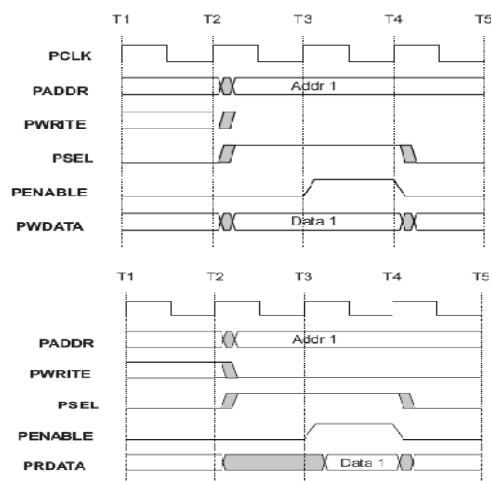 T1 T2 T3 T4 T5
PCLK
PADDR Addr 1
PWRITE
PSEL
PENABLE
PWDATA Data 1
T1 T2 T3 T4 T5
PADDR Addr 1
PWRITE
PSEL
PENABLE
PRDATA Data 1